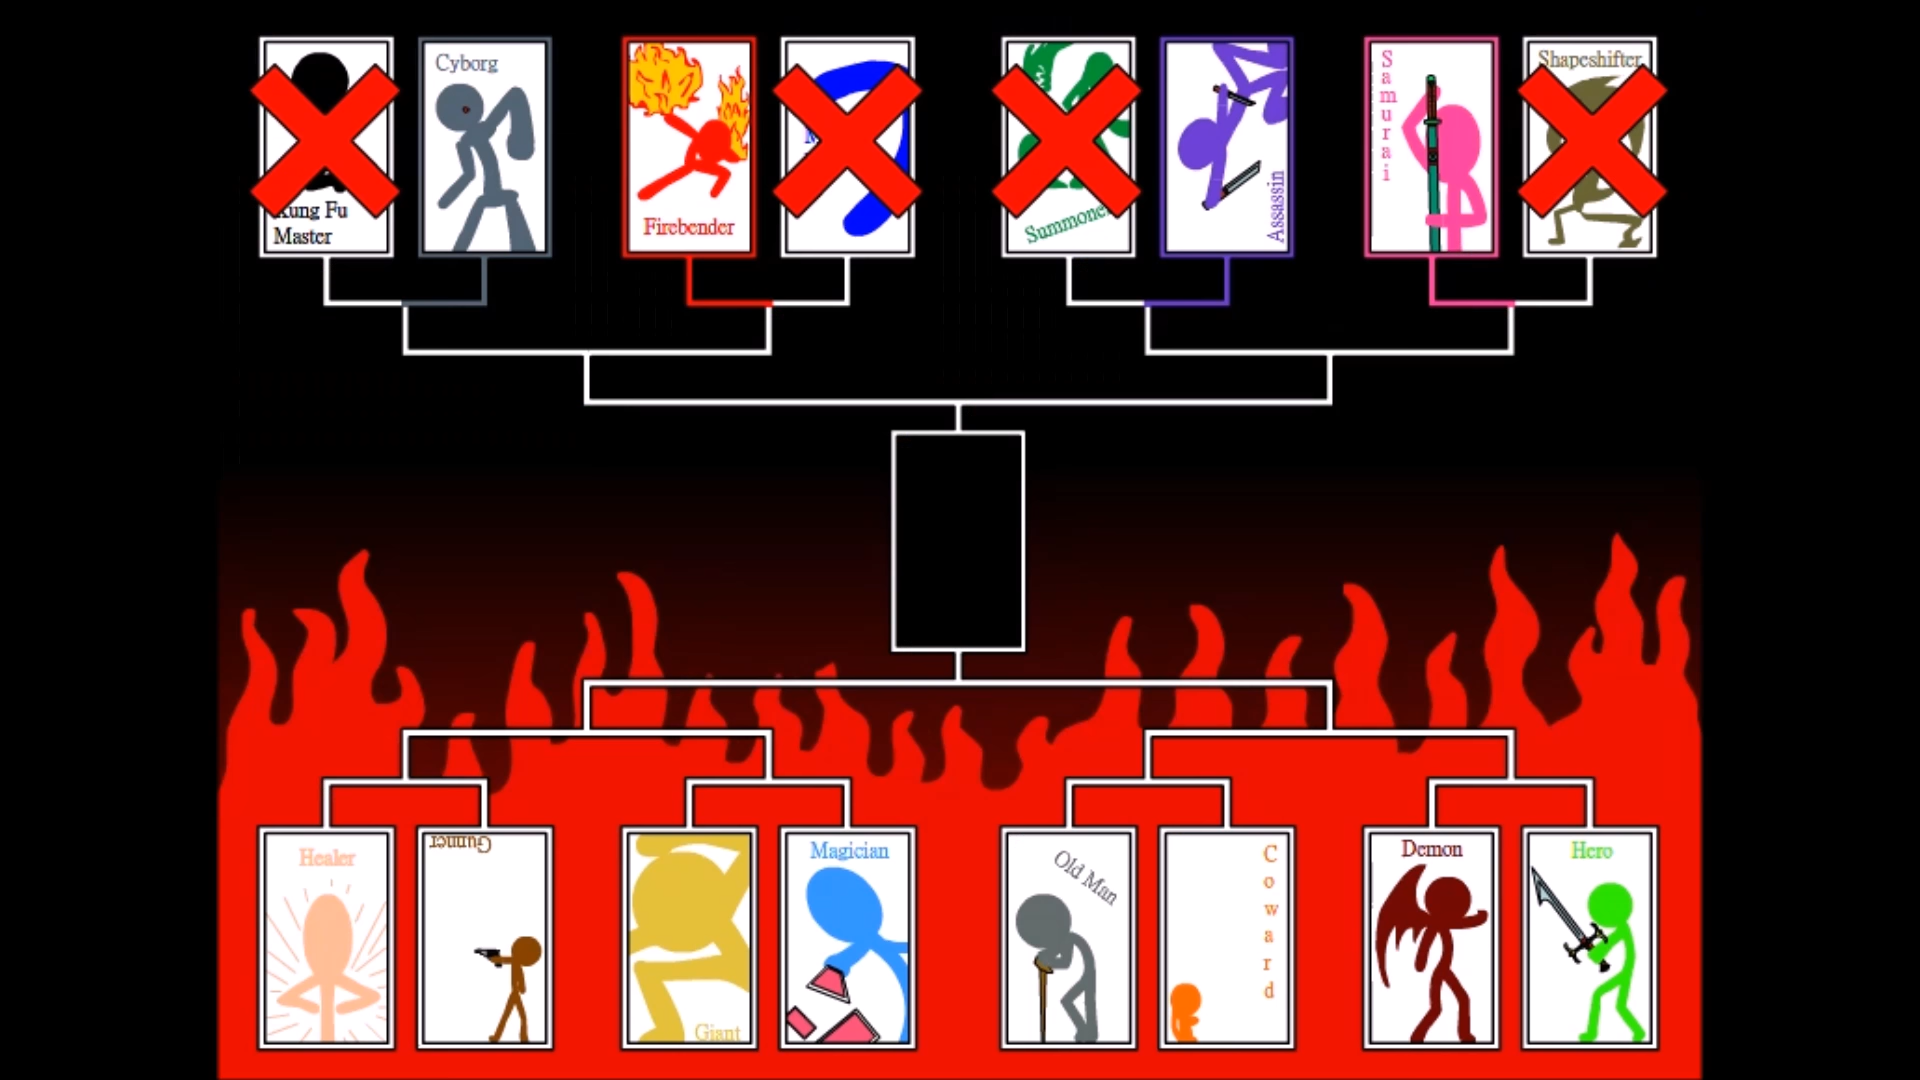 Kung Fu
Master
Cyborg
Firebender
Summoner
Assassin
Samurai
Shapeshifter
Healer
Gunner
Giant
Magician
Old Man
Coward
Demon
Hero